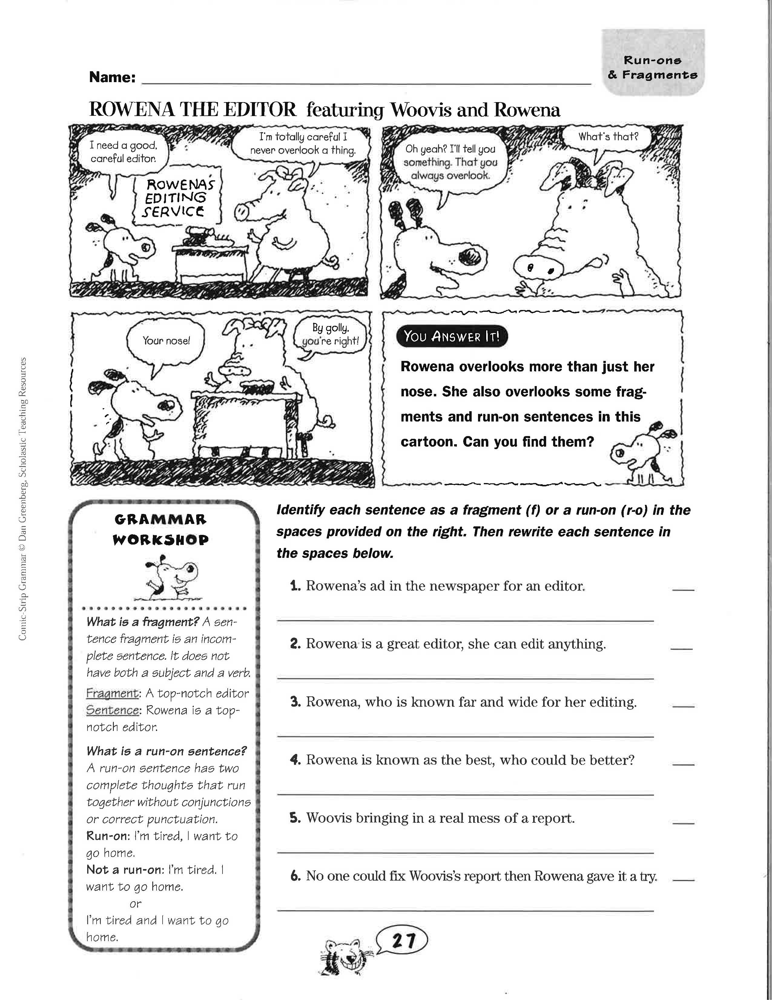 Run-ons
& Fragments
Name:
ROWENA THE EDITOR featuring Woovis and Rowena
I need a good,
careful editor.
I'm totally careful I
never overlook a thing.
ROWENA'S
EDITING
SERVICE
Oh yeah? I'll tell you
something. That you
always overlook.
What's that?
Your nose!
By golly,
you're right!
YOU ANSWER IT!
Rowena overlooks more than just her
nose. She also overlooks some frag-
ments and run-on sentences in this
cartoon. Can you find them?
Comic-Strip Grammar © Dan Greenberg, Scholastic Teaching Resources
GRAMMAR
WORKSHOP
What is a fragment? A sen-
tence fragment is an incom-
plete sentence. It does not
have both a subject and a verb.
Fragment: A top-notch editor
Sentence: Rowena is a top-
notch editor.
What is a run-on sentence?
A run-on sentence has two
complete thoughts that run
together without conjunctions
or correct punctuation.
Run-on: I'm tired, I want to
go home.
Not a run-on: I'm tired. I
want to go home.
or
I'm tired and I want to go
home.
Identify each sentence as a fragment (f) or a run-on (r-o) in the
spaces provided on the right. Then rewrite each sentence in
the spaces below.
1. Rowena's ad in the newspaper for an editor.
2. Rowena is a great editor, she can edit anything.
3. Rowena, who is known far and wide for her editing.
4. Rowena is known as the best, who could be better?
5. Woovis bringing in a real mess of a report.
6. No one could fix Woovis's report then Rowena gave it a try.
27